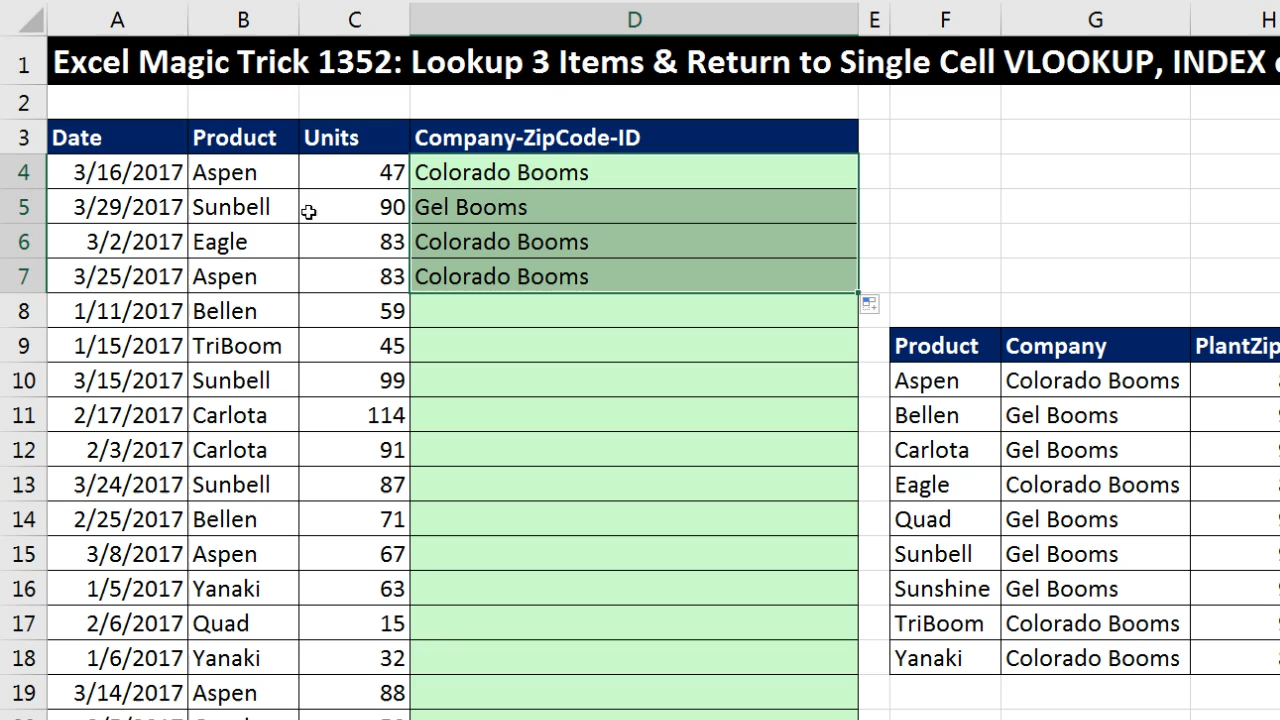 A B C D E F G H
1 Excel Magic Trick 1352: Lookup 3 Items & Return to Single Cell VLOOKUP, INDEX
2
3 Date Product Units Company-ZipCode-ID
4 3/16/2017 Aspen 47 Colorado Booms
5 3/29/2017 Sunbell 90 Gel Booms
6 3/2/2017 Eagle 83 Colorado Booms
7 3/25/2017 Aspen 83 Colorado Booms
8 1/11/2017 Bellen 59
9 1/15/2017 TriBoom 45 Product Company PlantZip
10 3/15/2017 Sunbell 99 Aspen Colorado Booms
11 2/17/2017 Carlota 114 Bellen Gel Booms
12 2/3/2017 Carlota 91 Carlota Gel Booms
13 3/24/2017 Sunbell 87 Eagle Colorado Booms
14 2/25/2017 Bellen 71 Quad Gel Booms
15 3/8/2017 Aspen 67 Sunbell Gel Booms
16 1/5/2017 Yanaki 63 Sunshine Gel Booms
17 2/6/2017 Quad 15 TriBoom Colorado Booms
18 1/6/2017 Yanaki 32 Yanaki Colorado Booms
19 3/14/2017 Aspen 88